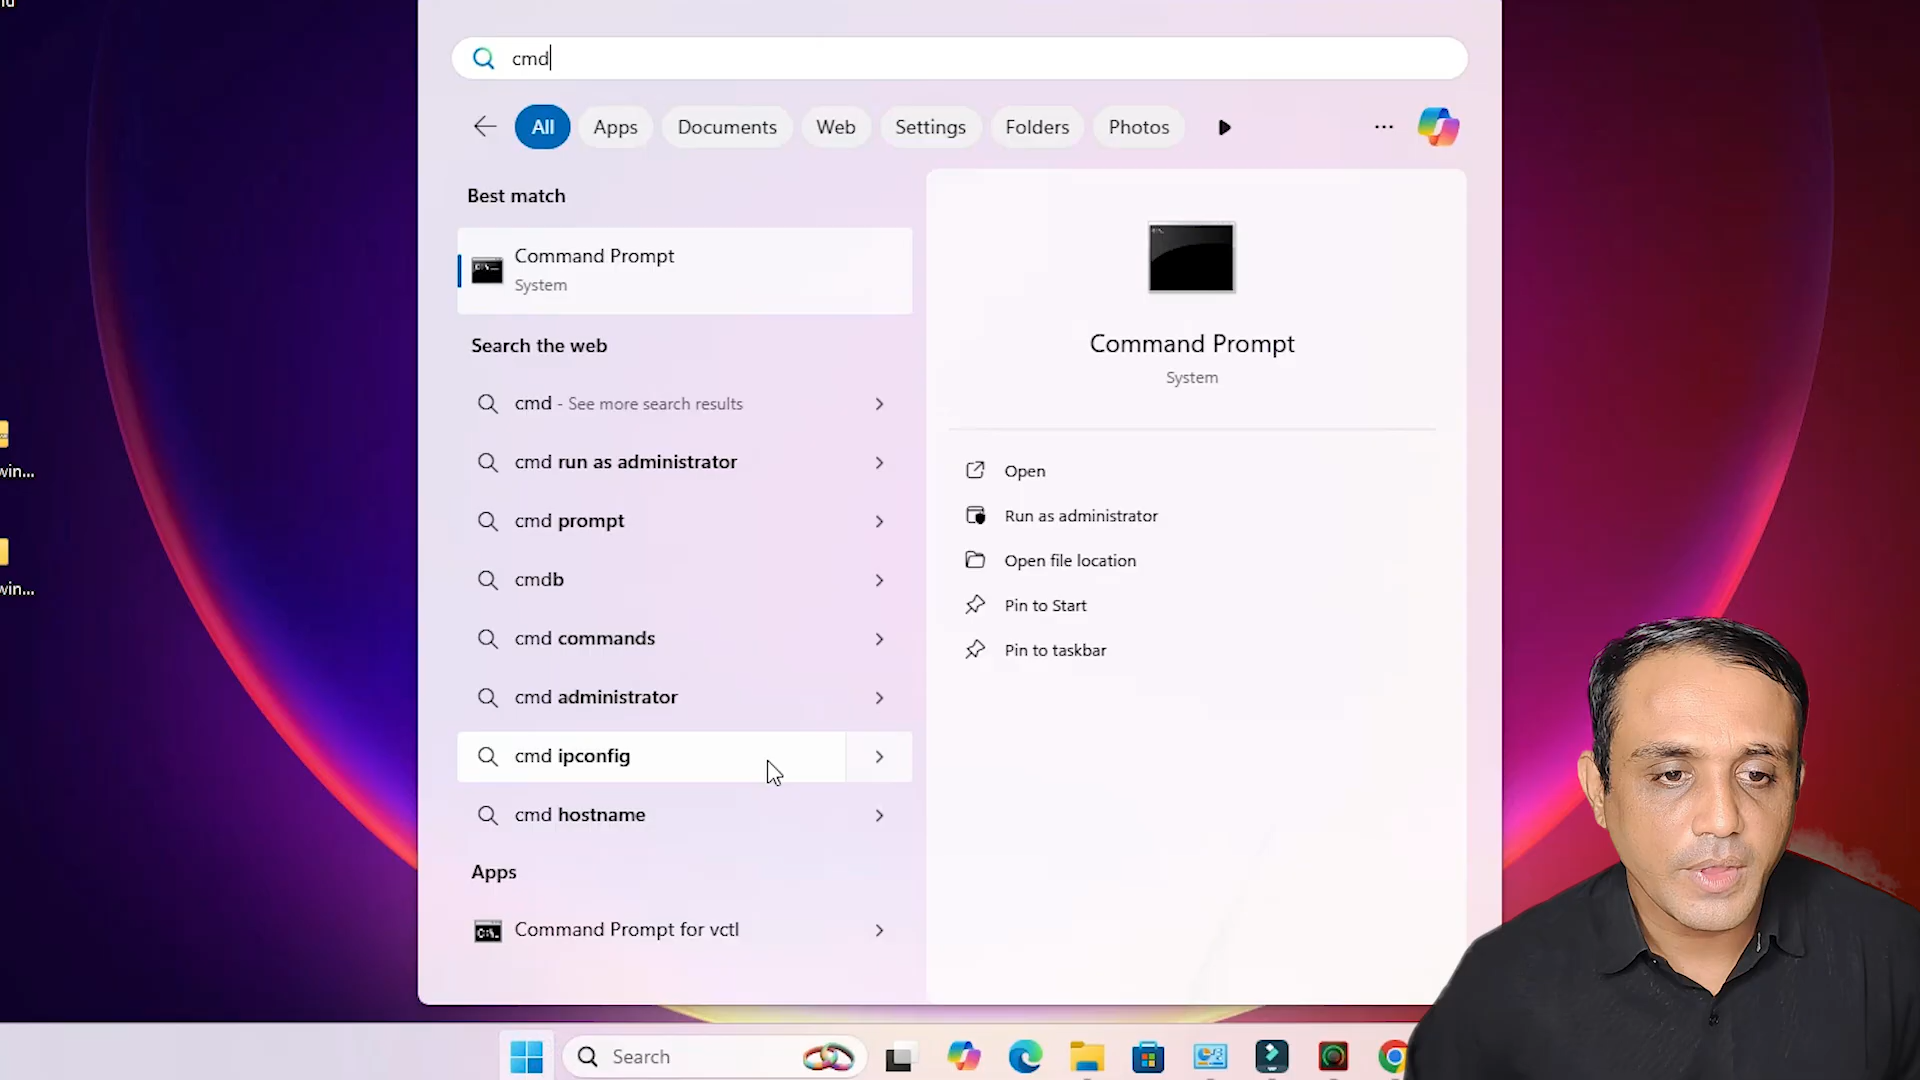 cmd
All Apps Documents Web Settings Folders Photos
Best match
Command Prompt
System
Search the web
cmd - See more search results
cmd run as administrator
cmd prompt
cmdb
cmd commands
cmd administrator
cmd ipconfig
cmd hostname
Apps
Command Prompt for vctl
Command Prompt
System
Open
Run as administrator
Open file location
Pin to Start
Pin to taskbar
win...
win...
Search